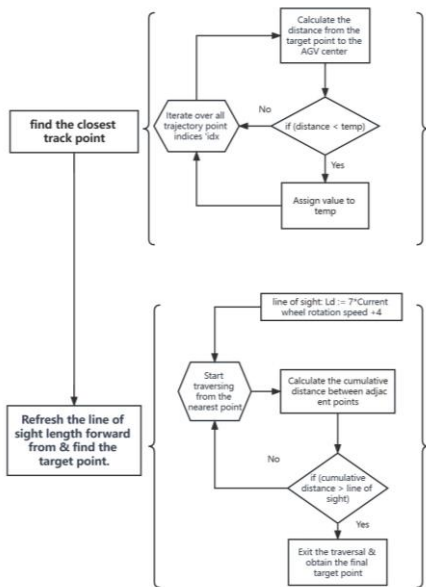 Calculate the
distance from the
target point to the
AGV center
No
Iterate over all
trajectory point
indices 'idx
if (distance < temp)
find the closest
track point
Yes
Assign value to
temp
line of sight: Ld := 7*Current
wheel rotation speed +4
Start
traversing
from the
nearest point
Calculate the cumulative
distance between adjac
ent points
Refresh the line of
sight length forward
from & find the
target point.
No
if (cumulative
distance > line of
sight)
Yes
Exit the traversal &
obtain the final
target point